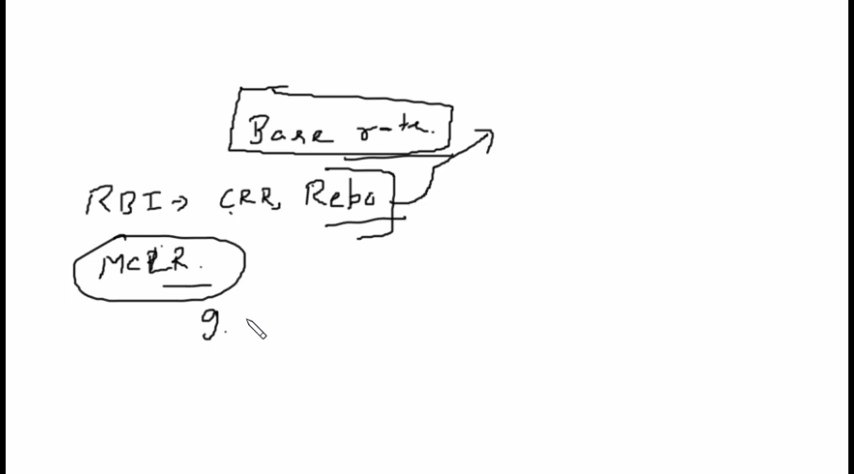 Base rate.
RBI → CRR, Rebo
MCLR.
9.